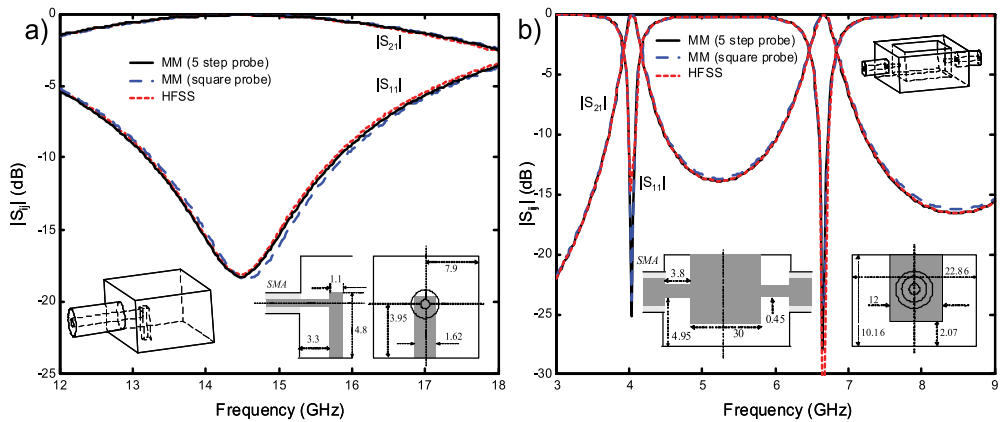 a)
|S21|
|S11|
MM (5 step probe)
MM (square probe)
HFSS
0
-5
-10
-15
-20
-25
|Sij| (dB)
SMA
1.1
3.3
4.8
7.9
3.95
1.62
12 13 14 15 16 17 18
Frequency (GHz)
b)
MM (5 step probe)
MM (square probe)
HFSS
|S21|
|S11|
0
-5
-10
-15
-20
-25
-30
|Sij| (dB)
SMA
3.8
4.95
30
0.45
SMA
22.86
12
10.16
2.07
3 4 5 6 7 8 9
Frequency (GHz)